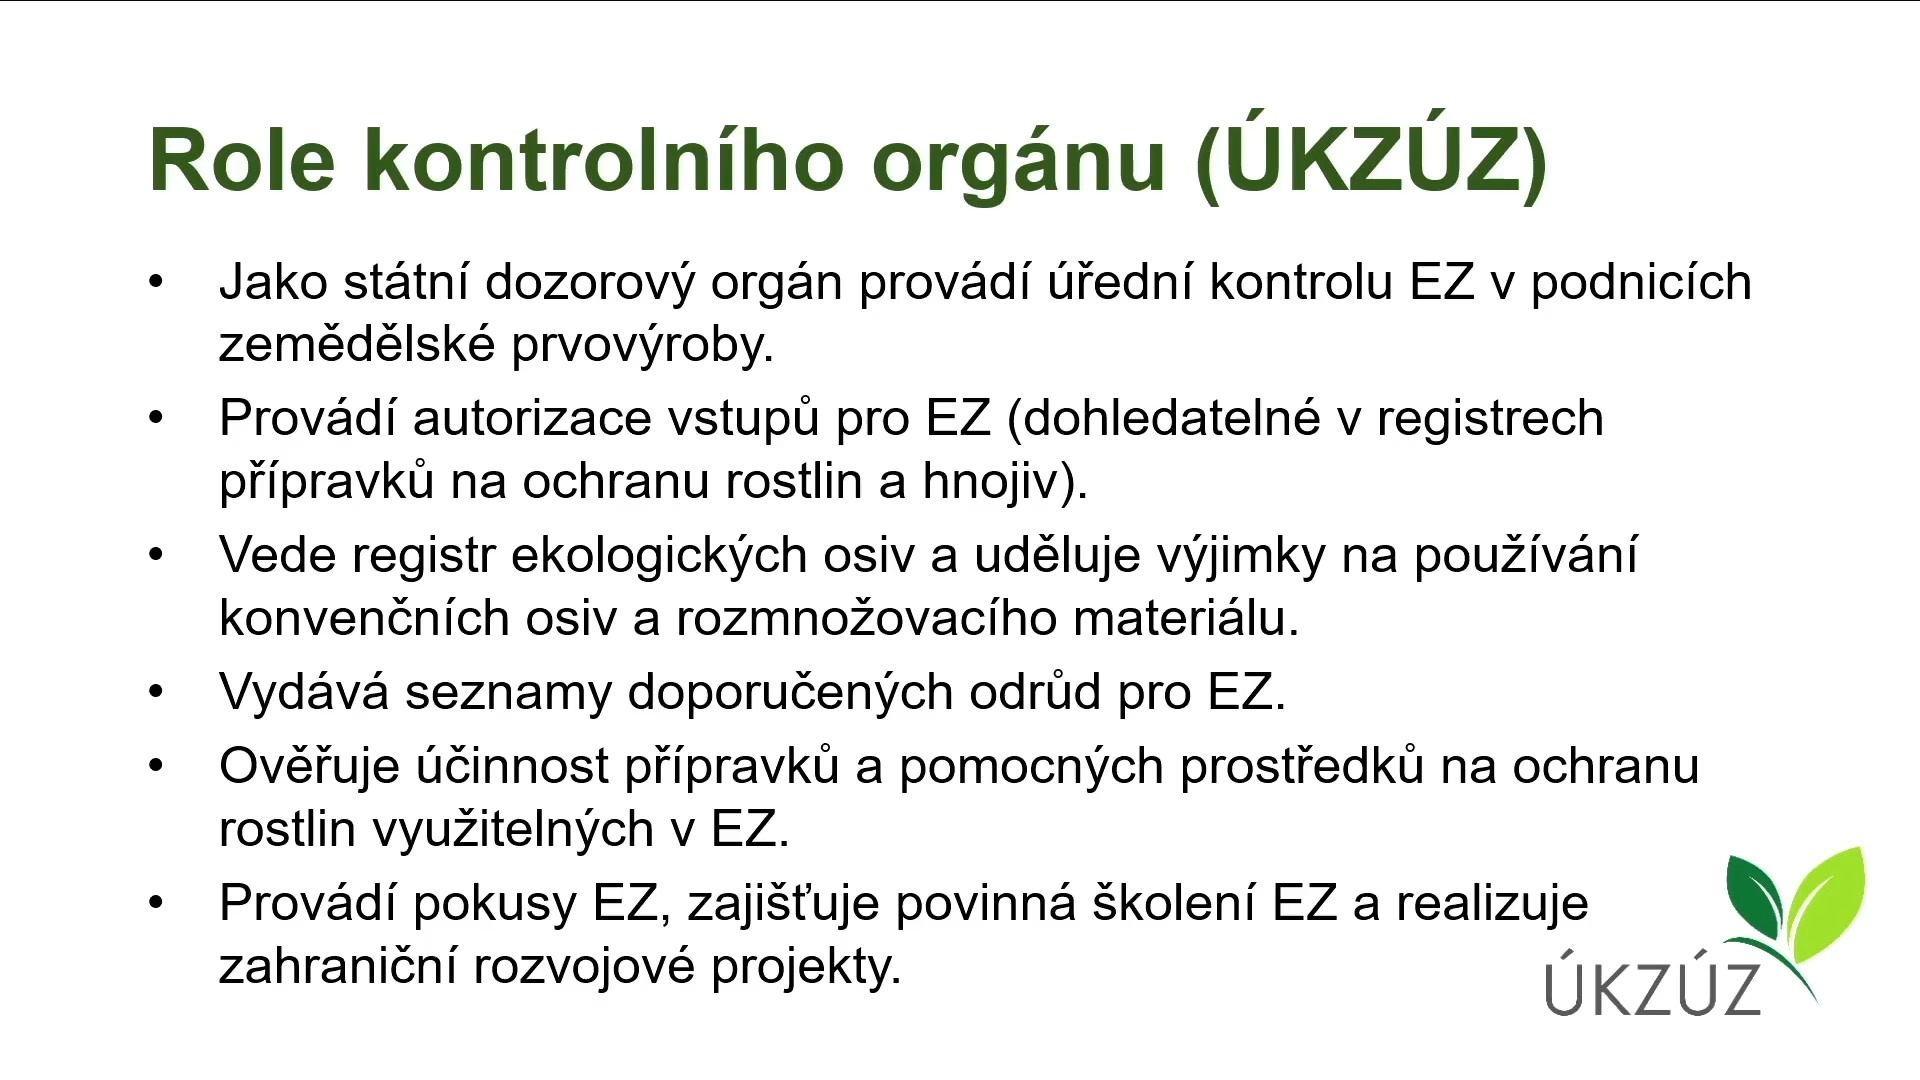 Role kontrolního orgánu (ÚKZÚZ)
• Jako státní dozorový orgán provádí úřední kontrolu EZ v podnicích
zemědělské prvovýroby.
• Provádí autorizace vstupů pro EZ (dohledatelné v registrech
přípravků na ochranu rostlin a hnojiv).
• Vede registr ekologických osiv a uděluje výjimky na používání
konvenčních osiv a rozmnožovacího materiálu.
• Vydává seznamy doporučených odrůd pro EZ.
• Ověřuje účinnost přípravků a pomocných prostředků na ochranu
rostlin využitelných v EZ.
• Provádí pokusy EZ, zajišťuje povinná školení EZ a realizuje
zahraniční rozvojové projekty.
ÚKZÚZ